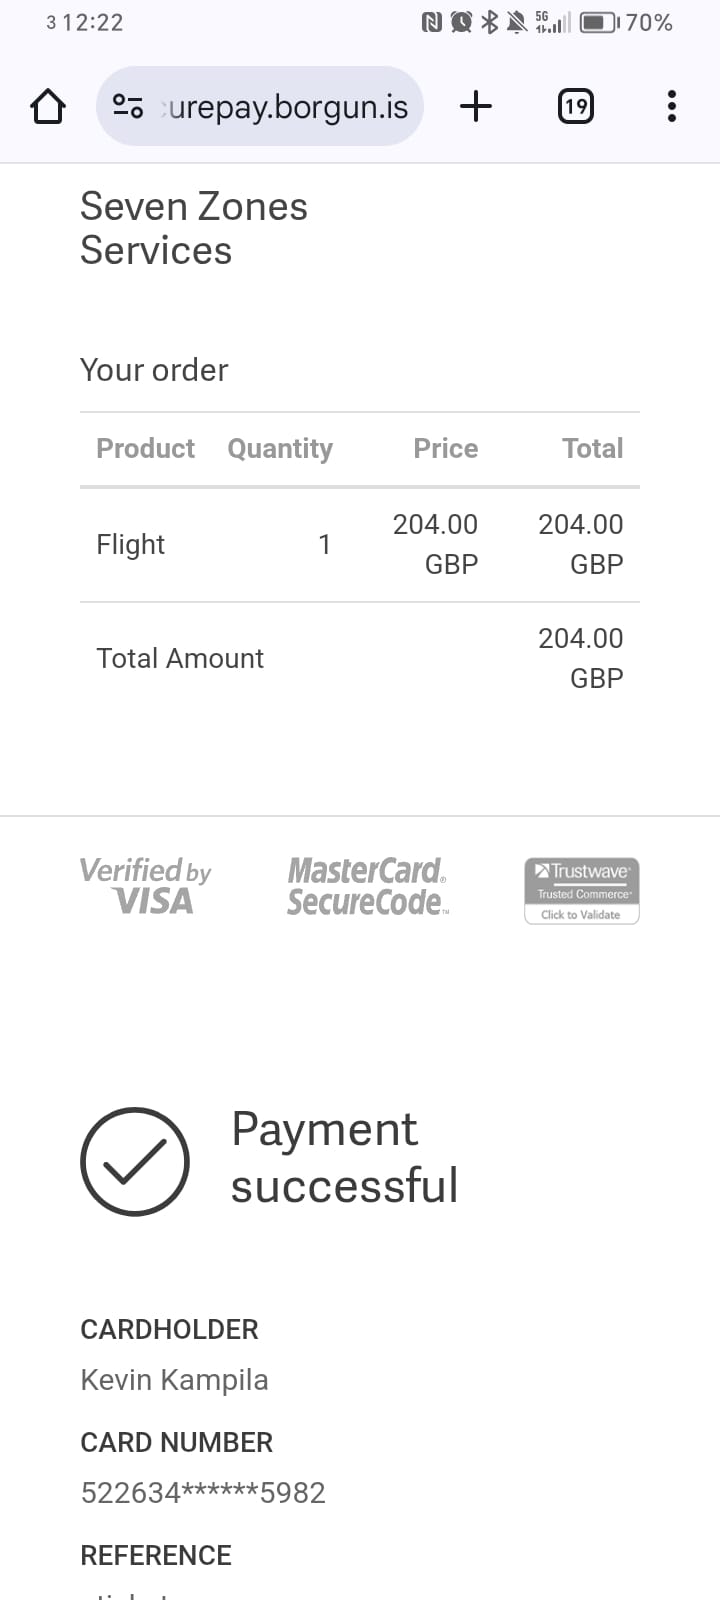 3 12:22
5G
70%
urepay.borgun.is
19
Seven Zones
Services
Your order
Product Quantity Price Total
Flight 1 204.00 GBP 204.00 GBP
Total Amount 204.00 GBP
Verified by
VISA
MasterCard®
SecureCode™
Trustwave®
Trusted Commerce®
Click to Validate
Payment
successful
CARDHOLDER
Kevin Kampila
CARD NUMBER
522634******5982
REFERENCE